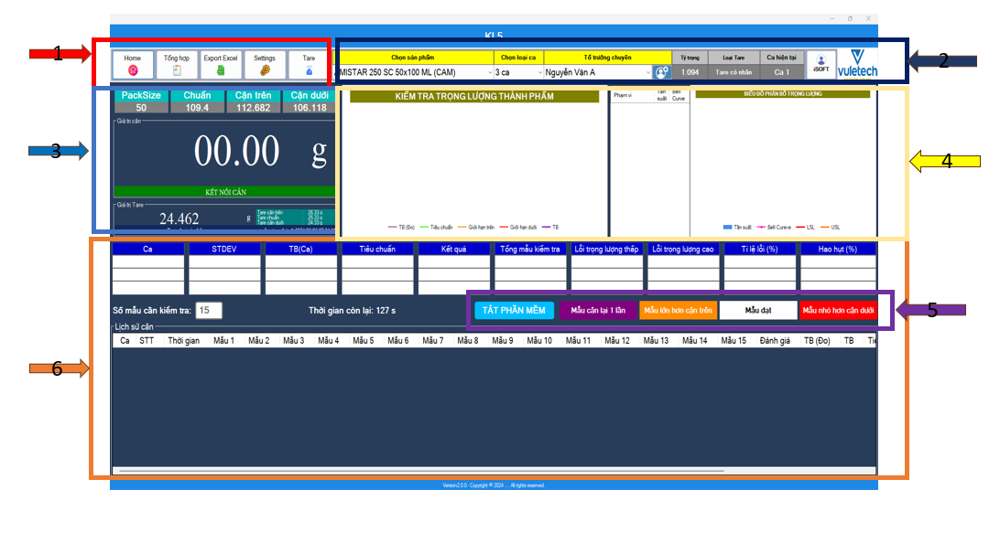 KL5
1
Home
Tổng hợp
Export Excel
Settings
Tare
Chọn sản phẩm
Chọn loại ca
Tổ trưởng chuyền
Tỷ trọng
Loại Tare
Ca hiện tại
MISTAR 250 SC 50x100 ML (CAM)
3 ca
Nguyễn Văn A
1.094
Tare có nhãn
Ca 1
iSOFT
vuletech
2
PackSize
Chuẩn
Cận trên
Cận dưới
50
109.4
112.682
106.118
KIỂM TRA TRỌNG LƯỢNG THÀNH PHẨM
Phạm vi
Tần suất
Bell Curve
BIỂU ĐỒ PHÂN BỐ TRỌNG LƯỢNG
Giá trị cân
00.00 g
KẾT NỐI CÂN
3
4
Giá trị Tare
24.462 g
Tare cận trên : 26.33 g
Tare chuẩn : 25.33 g
Tare cận dưới : 24.33 g
TB (Đo)
Tiêu chuẩn
Giới hạn trên
Giới hạn dưới
TB
Tần suất
Bell Cureve
LSL
USL
Ca
STDEV
TB(Ca)
Tiêu chuẩn
Kết quả
Tổng mẫu kiểm tra
Lỗi trọng lượng thấp
Lỗi trọng lượng cao
Tỉ lệ lỗi (%)
Hao hụt (%)
Số mẫu cần kiểm tra: 15
Thời gian còn lại: 127 s
TẮT PHẦN MỀM
Mẫu cân lại 1 lần
Mẫu lớn hơn cận trên
Mẫu đạt
Mẫu nhỏ hơn cận dưới
5
Lịch sử cân
Ca STT Thời gian Mẫu 1 Mẫu 2 Mẫu 3 Mẫu 4 Mẫu 5 Mẫu 6 Mẫu 7 Mẫu 8 Mẫu 9 Mẫu 10 Mẫu 11 Mẫu 12 Mẫu 13 Mẫu 14 Mẫu 15 Đánh giá TB (Đo) TB
6
Version2.0.0 - Copyright © 2024 .... All rights reserved.